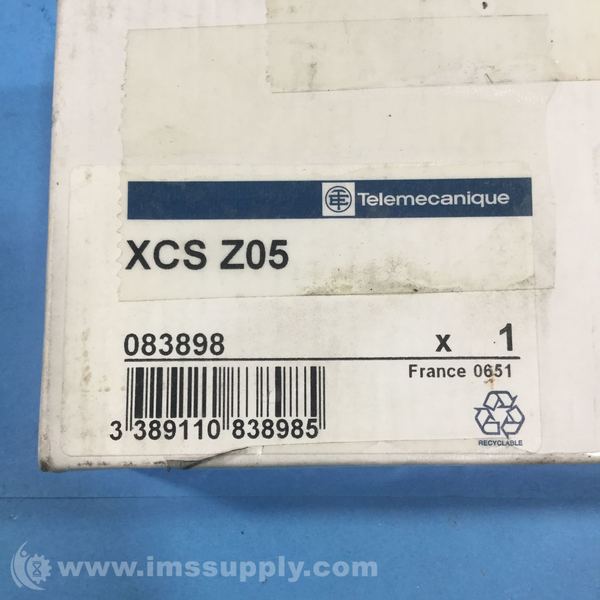 Telemecanique
XCS Z05
083898 x 1
France 0651
3 389110 838985
RECYCLABLE
www.imssupply.com